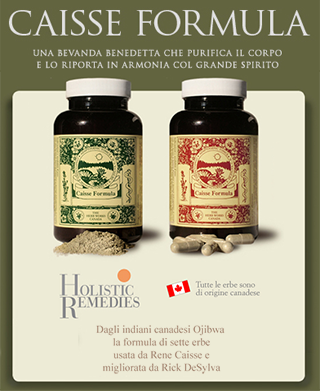 CAISSE FORMULA
UNA BEVANDA BENEDETTA CHE PURIFICA IL CORPO
E LO RIPORTA IN ARMONIA COL GRANDE SPIRITO
Caisse Formula
Caisse Formula
HOLISTIC
REMEDIES
Tutte le erbe sono
di origine canadese
Dagli indiani canadesi Ojibwa
la formula di sette erbe
usata da Rene Caisse e
migliorata da Rick DeSylva